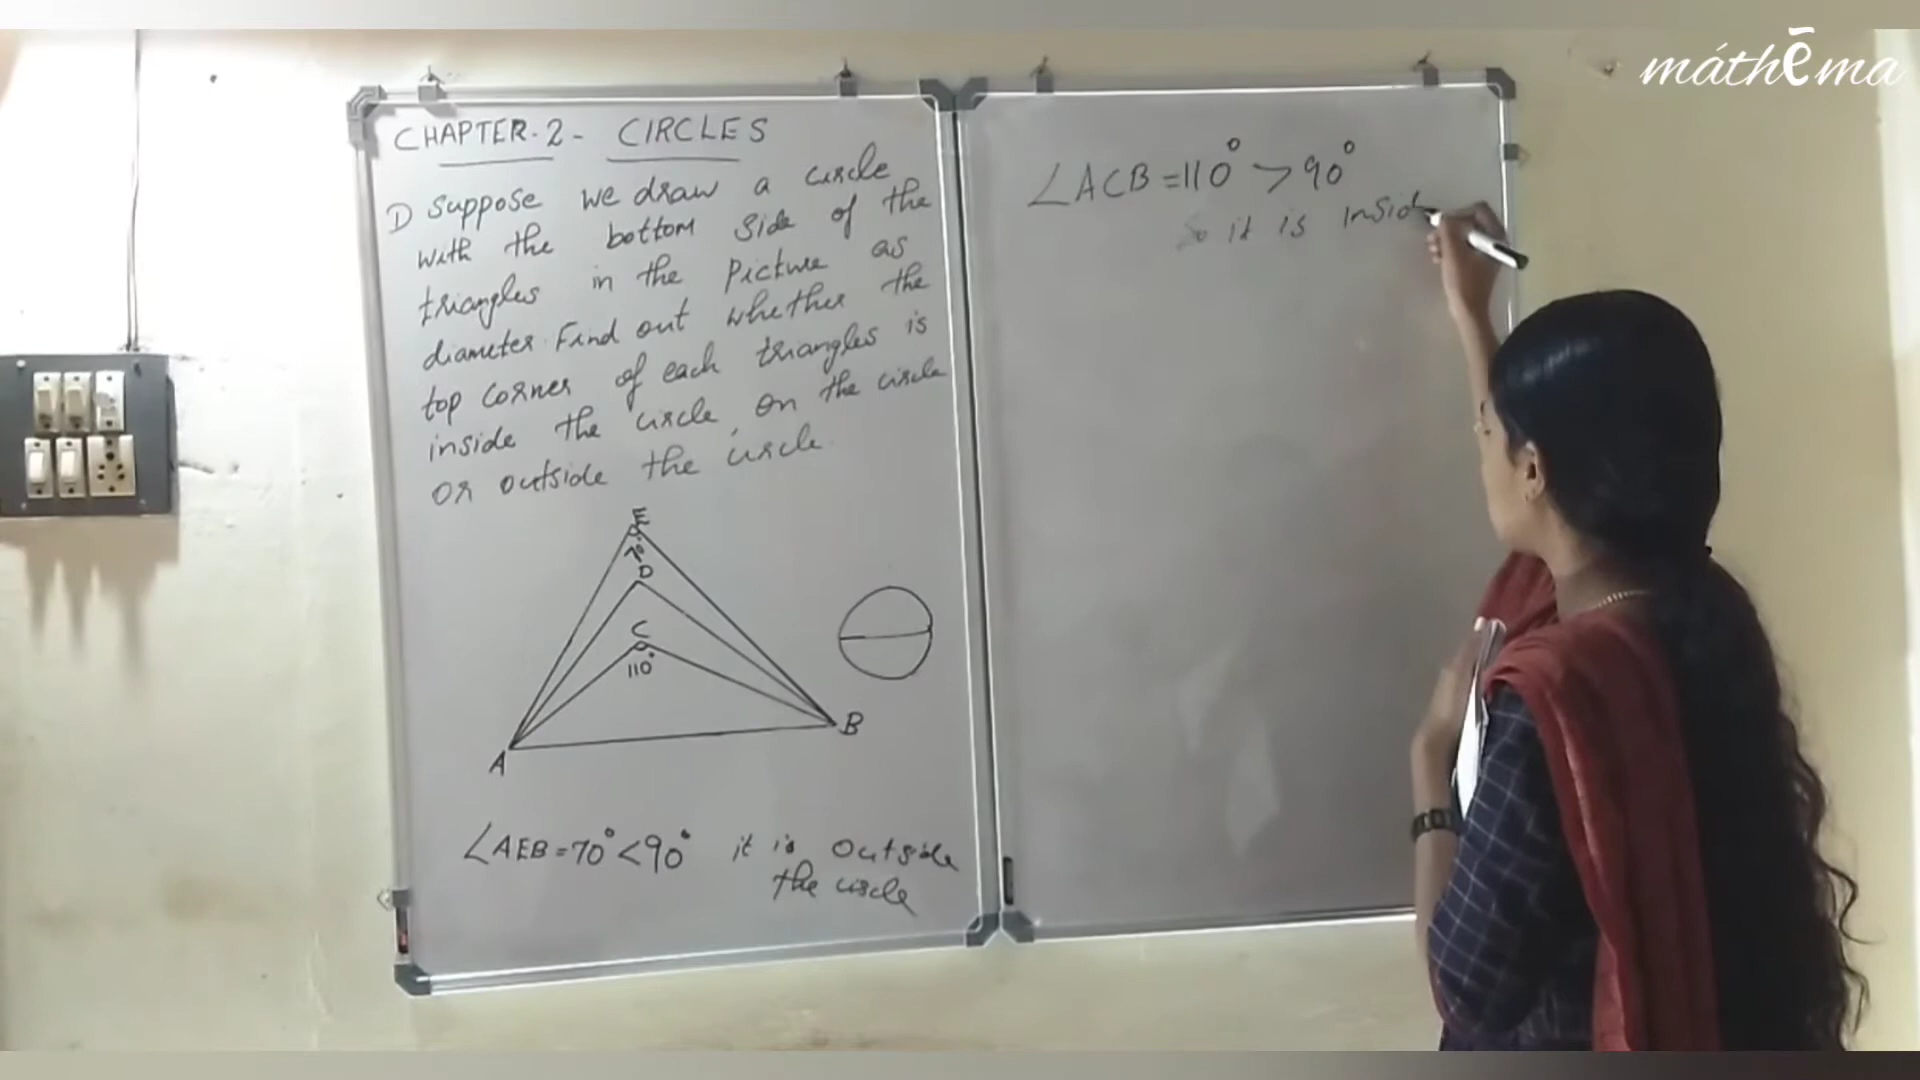 CHAPTER-2- CIRCLES
1) Suppose we draw a circle
with the bottom side of the
triangles in the picture as
diameter. Find out whether the
top corner of each triangles is
inside the circle, on the circle
or outside the circle.
E
70°
D
C
110°
A
B
∠AEB=70°<90° it is outside
the circle
∠ACB=110° > 90°
So it is insid
máthēma